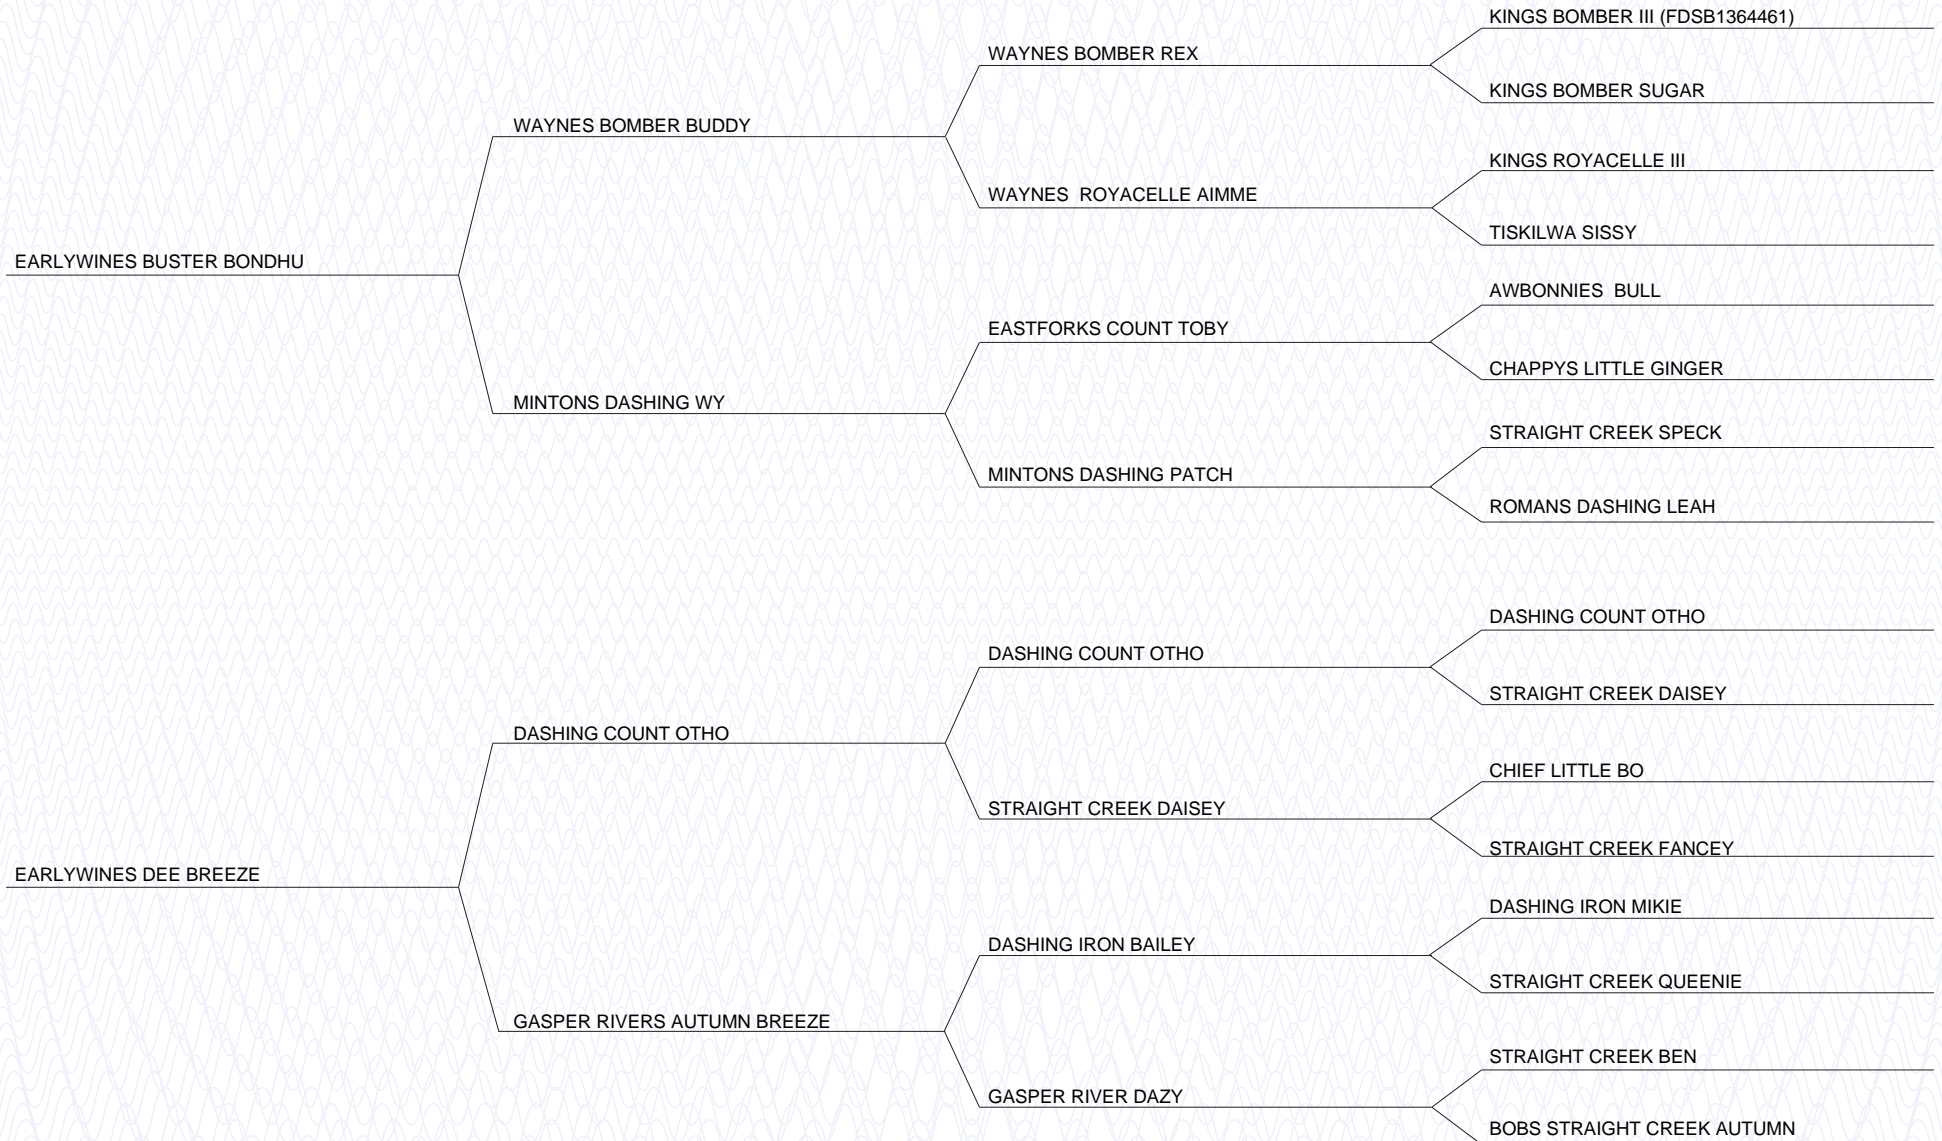 KINGS BOMBER III (FDSB1364461)
WAYNES BOMBER REX
KINGS BOMBER SUGAR
WAYNES BOMBER BUDDY
KINGS ROYACELLE III
WAYNES  ROYACELLE AIMME
TISKILWA SISSY
EARLYWINES BUSTER BONDHU
AWBONNIES  BULL
EASTFORKS COUNT TOBY
CHAPPYS LITTLE GINGER
MINTONS DASHING WY
STRAIGHT CREEK SPECK
MINTONS DASHING PATCH
ROMANS DASHING LEAH
DASHING COUNT OTHO
DASHING COUNT OTHO
STRAIGHT CREEK DAISEY
DASHING COUNT OTHO
CHIEF LITTLE BO
STRAIGHT CREEK DAISEY
STRAIGHT CREEK FANCEY
EARLYWINES DEE BREEZE
DASHING IRON MIKIE
DASHING IRON BAILEY
STRAIGHT CREEK QUEENIE
GASPER RIVERS AUTUMN BREEZE
STRAIGHT CREEK BEN
GASPER RIVER DAZY
BOBS STRAIGHT CREEK AUTUMN